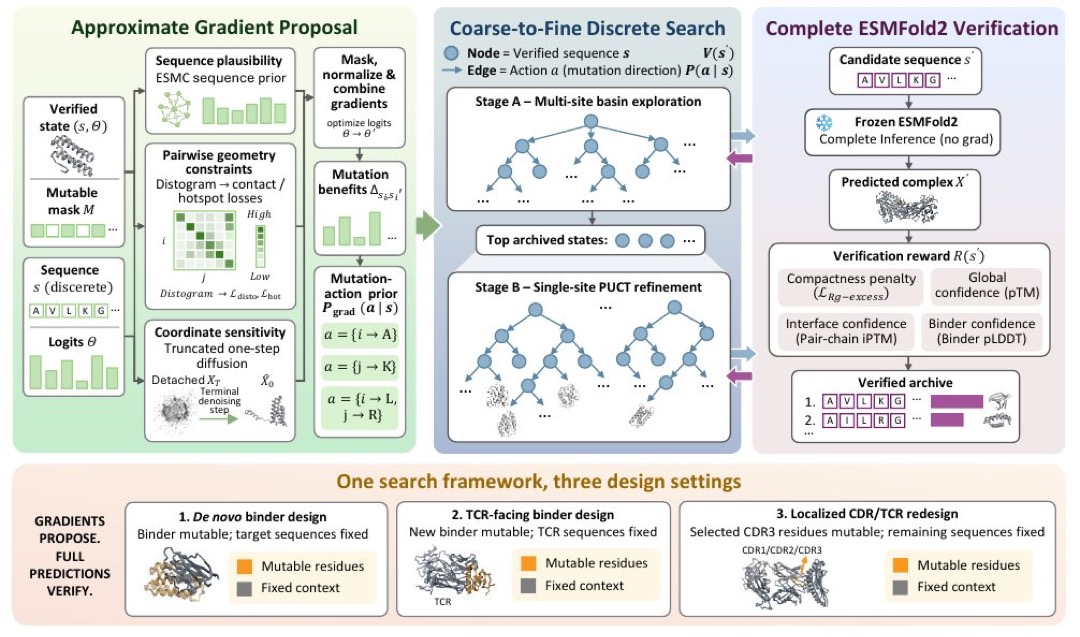 Approximate Gradient Proposal
Verified
state (s, Θ)
Mutable
mask M
...
Sequence
s (discrete)
A V L K G ...
Logits Θ
Sequence plausibility
ESMC sequence prior
Pairwise geometry
constraints
Distogram → contact /
hotspot losses
High
i
j
Low
Distogram → ℒdisto, ℒhot
Coordinate sensitivity
Truncated one-step
diffusion
Detached X_T
X̂₀
Terminal
denoising
step
Mask,
normalize &
combine
gradients
optimize logits
Θ → Θ′
Mutation
benefits Δ_{s_i,s_i′}
...
Mutation-
action prior
P_grad (a | s)
a = {i → A}
a = {j → K}
a = {i → L,
j → R}
Coarse-to-Fine Discrete Search
Node = Verified sequence s V(s′)
Edge = Action a (mutation direction) P(a | s)
Stage A – Multi-site basin exploration
...
...
...
...
...
...
Top archived states: ...
Stage B – Single-site PUCT refinement
...
...
...
...
...
...
Complete ESMFold2 Verification
Candidate sequence s′
A V L K G ...
Frozen ESMFold2
Complete Inference (no grad)
Predicted complex X′
Verification reward R(s′)
Compactness penalty
(ℒRg−excess)
Global
confidence (pTM)
Interface confidence
(Pair-chain iPTM)
Binder confidence
(Binder pLDDT)
Verified archive
1. A V L K G ...
2. A I L R G ...
...
One search framework, three design settings
GRADIENTS
PROPOSE.
FULL
PREDICTIONS
VERIFY.
1. De novo binder design
Binder mutable; target sequences fixed
Mutable residues
Fixed context
2. TCR-facing binder design
New binder mutable; TCR sequences fixed
TCR
Mutable residues
Fixed context
3. Localized CDR/TCR redesign
Selected CDR3 residues mutable; remaining sequences fixed
CDR1/CDR2/CDR3
Mutable residues
Fixed context